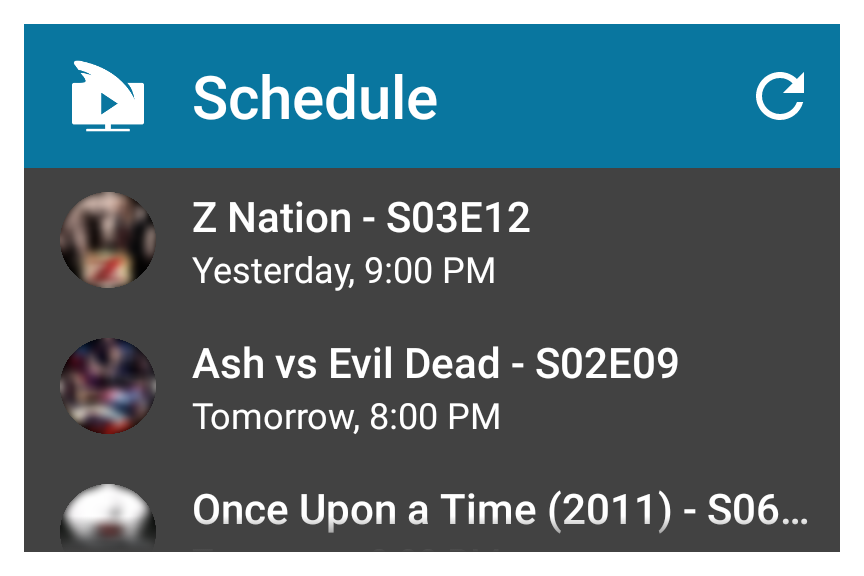 Schedule
Z Nation - S03E12
Yesterday, 9:00 PM
Ash vs Evil Dead - S02E09
Tomorrow, 8:00 PM
Once Upon a Time (2011) - S06...